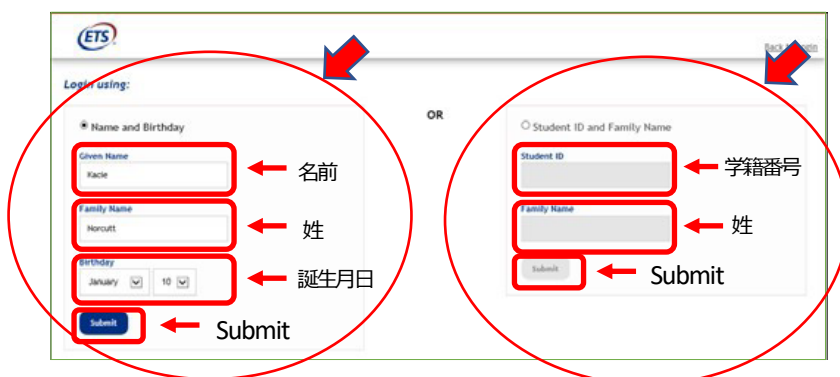 ETS
Back to Login
Login using:
Name and Birthday
Given Name
Kacie
名前
Family Name
Norcutt
姓
Birthday
January
10
誕生月日
Submit
Submit
OR
Student ID and Family Name
Student ID
学籍番号
Family Name
姓
Submit
Submit